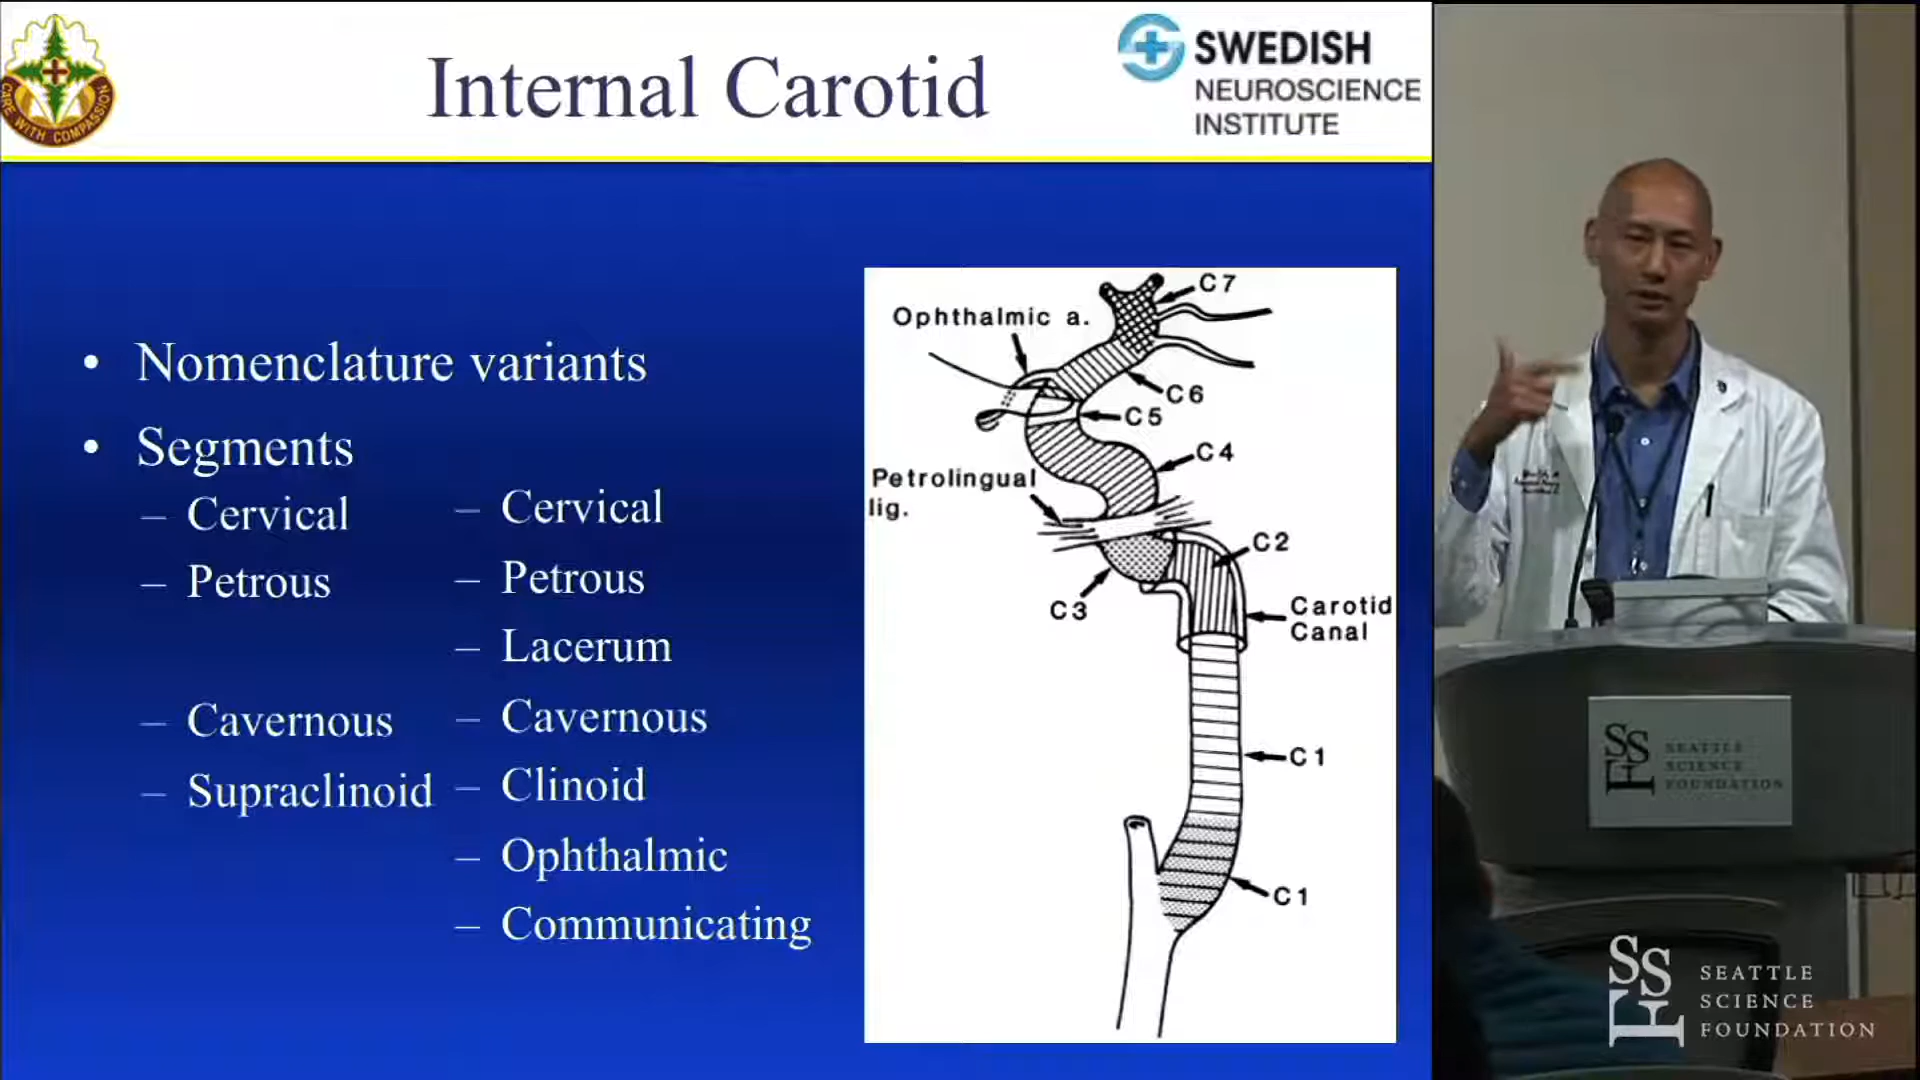 CARE WITH COMPASSION
Internal Carotid
SWEDISH
NEUROSCIENCE
INSTITUTE
• Nomenclature variants
• Segments
– Cervical
– Petrous
– Cavernous
– Supraclinoid
– Cervical
– Petrous
– Lacerum
– Cavernous
– Clinoid
– Ophthalmic
– Communicating
C7
Ophthalmic a.
C6
C5
C4
Petrolingual
lig.
C2
C3
Carotid
Canal
C1
C1
SSF
SEATTLE
SCIENCE
FOUNDATION
SSF
SEATTLE
SCIENCE
FOUNDATION